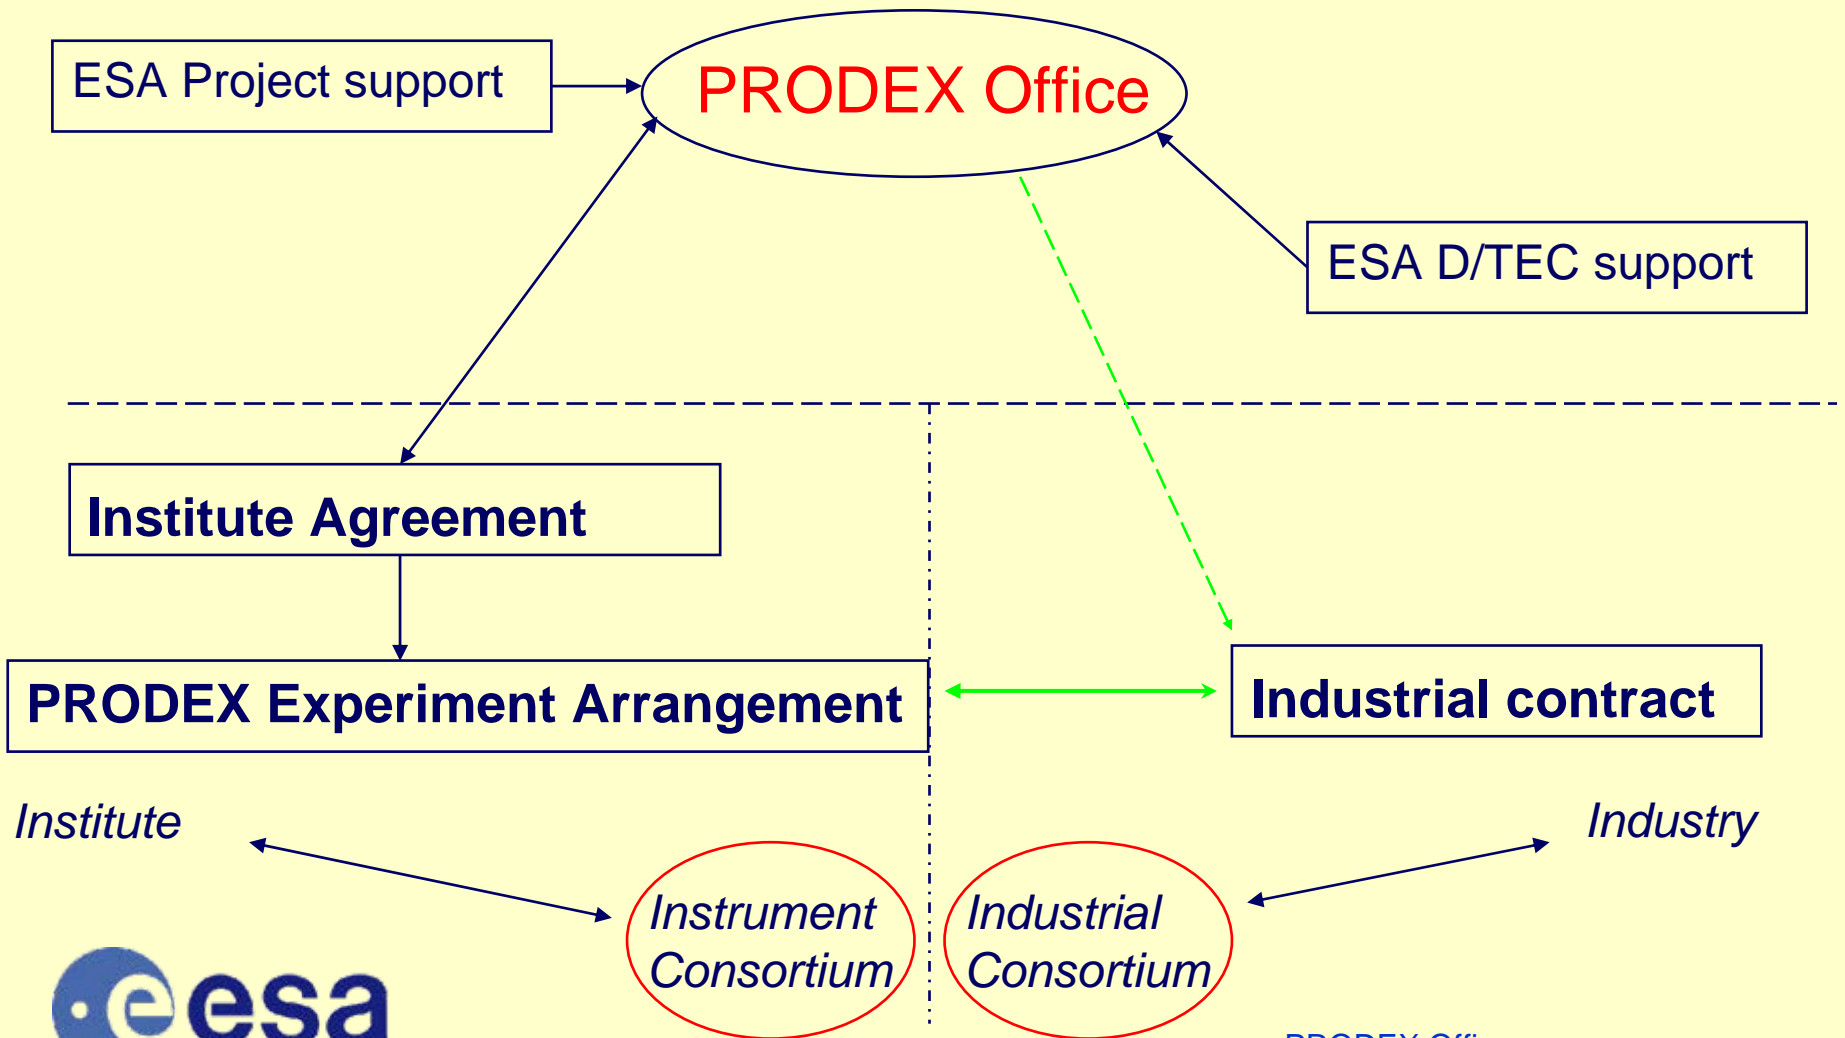 ESA Project support
PRODEX Office
ESA D/TEC support
Institute Agreement
PRODEX Experiment Arrangement
Industrial contract
Institute
Industry
Instrument
Consortium
Industrial
Consortium
esa
PRODEX